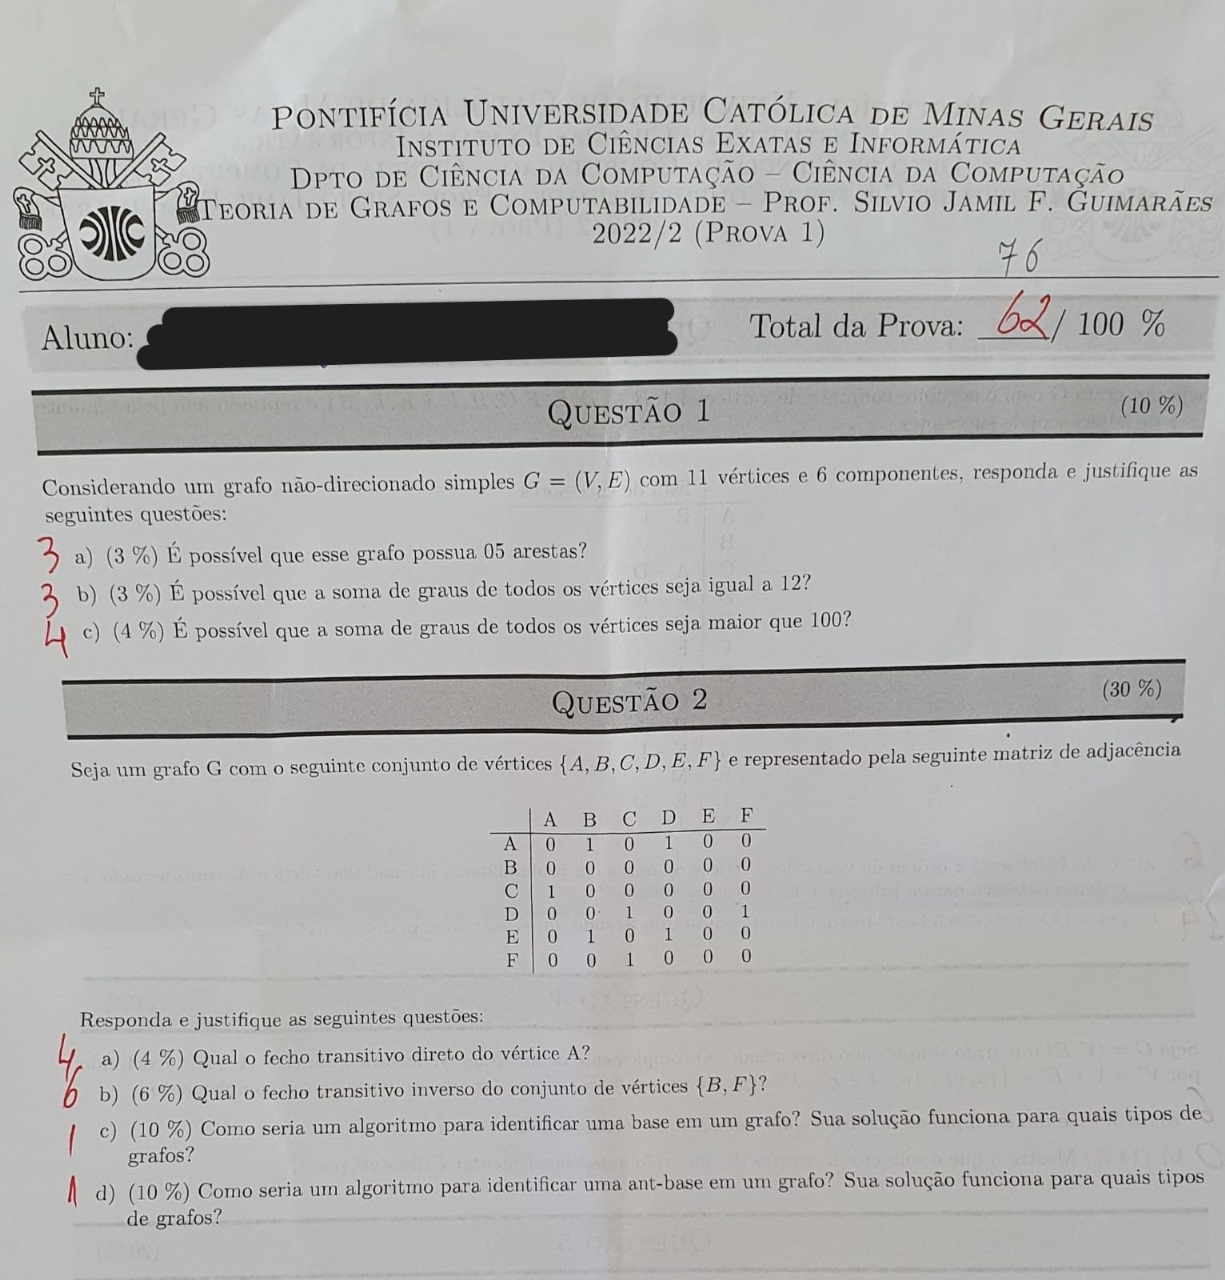 PONTIFÍCIA UNIVERSIDADE CATÓLICA DE MINAS GERAIS
INSTITUTO DE CIÊNCIAS EXATAS E INFORMÁTICA
DPTO DE CIÊNCIA DA COMPUTAÇÃO – CIÊNCIA DA COMPUTAÇÃO
TEORIA DE GRAFOS E COMPUTABILIDADE – PROF. SILVIO JAMIL F. GUIMARÃES
2022/2 (PROVA 1)
76
Aluno: Total da Prova: 62/ 100 %
QUESTÃO 1 (10 %)
Considerando um grafo não-direcionado simples G = (V, E) com 11 vértices e 6 componentes, responda e justifique as
seguintes questões:
3 a) (3 %) É possível que esse grafo possua 05 arestas?
3 b) (3 %) É possível que a soma de graus de todos os vértices seja igual a 12?
4 c) (4 %) É possível que a soma de graus de todos os vértices seja maior que 100?
QUESTÃO 2 (30 %)
Seja um grafo G com o seguinte conjunto de vértices {A, B, C, D, E, F} e representado pela seguinte matriz de adjacência
A B C D E F
A 0 1 0 1 0 0
B 0 0 0 0 0 0
C 1 0 0 0 0 0
D 0 0 1 0 0 1
E 0 1 0 1 0 0
F 0 0 1 0 0 0
Responda e justifique as seguintes questões:
4 a) (4 %) Qual o fecho transitivo direto do vértice A?
6 b) (6 %) Qual o fecho transitivo inverso do conjunto de vértices {B, F}?
1 c) (10 %) Como seria um algoritmo para identificar uma base em um grafo? Sua solução funciona para quais tipos de
grafos?
1 d) (10 %) Como seria um algoritmo para identificar uma ant-base em um grafo? Sua solução funciona para quais tipos
de grafos?